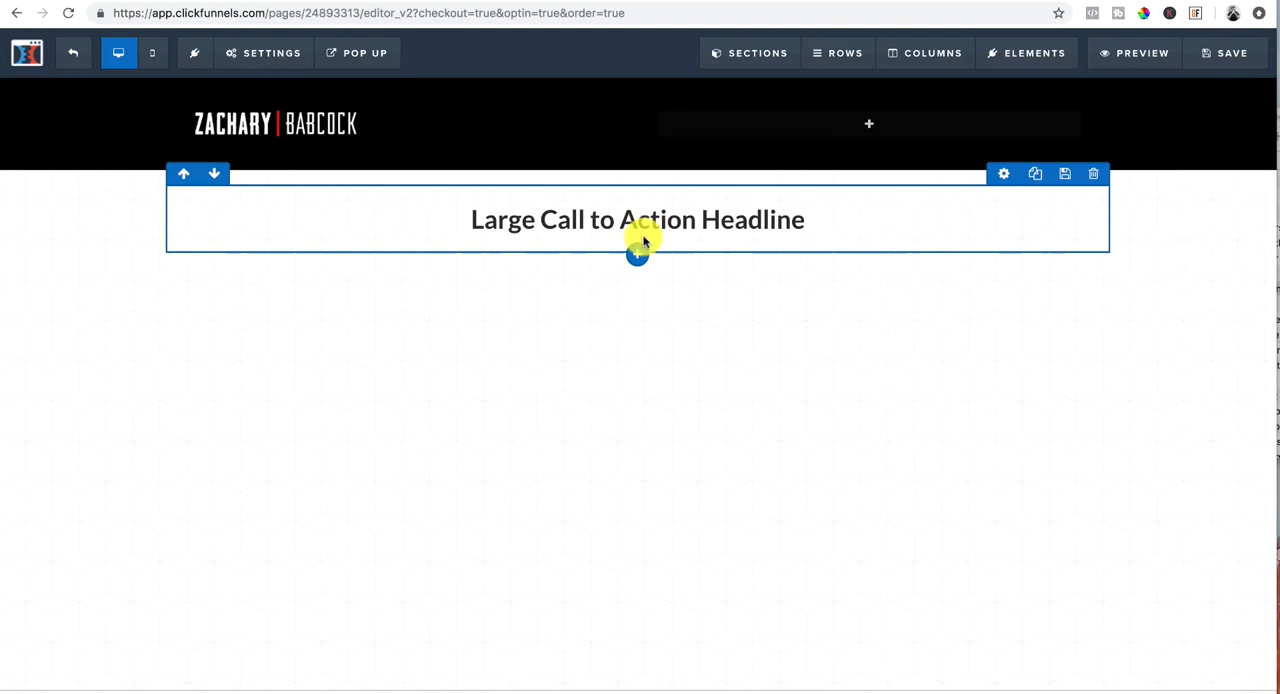 https://app.clickfunnels.com/pages/24893313/editor_v2?checkout=true&optin=true&order=true
SETTINGS
POP UP
SECTIONS
ROWS
COLUMNS
ELEMENTS
PREVIEW
SAVE
ZACHARY | BABCOCK
Large Call to Action Headline